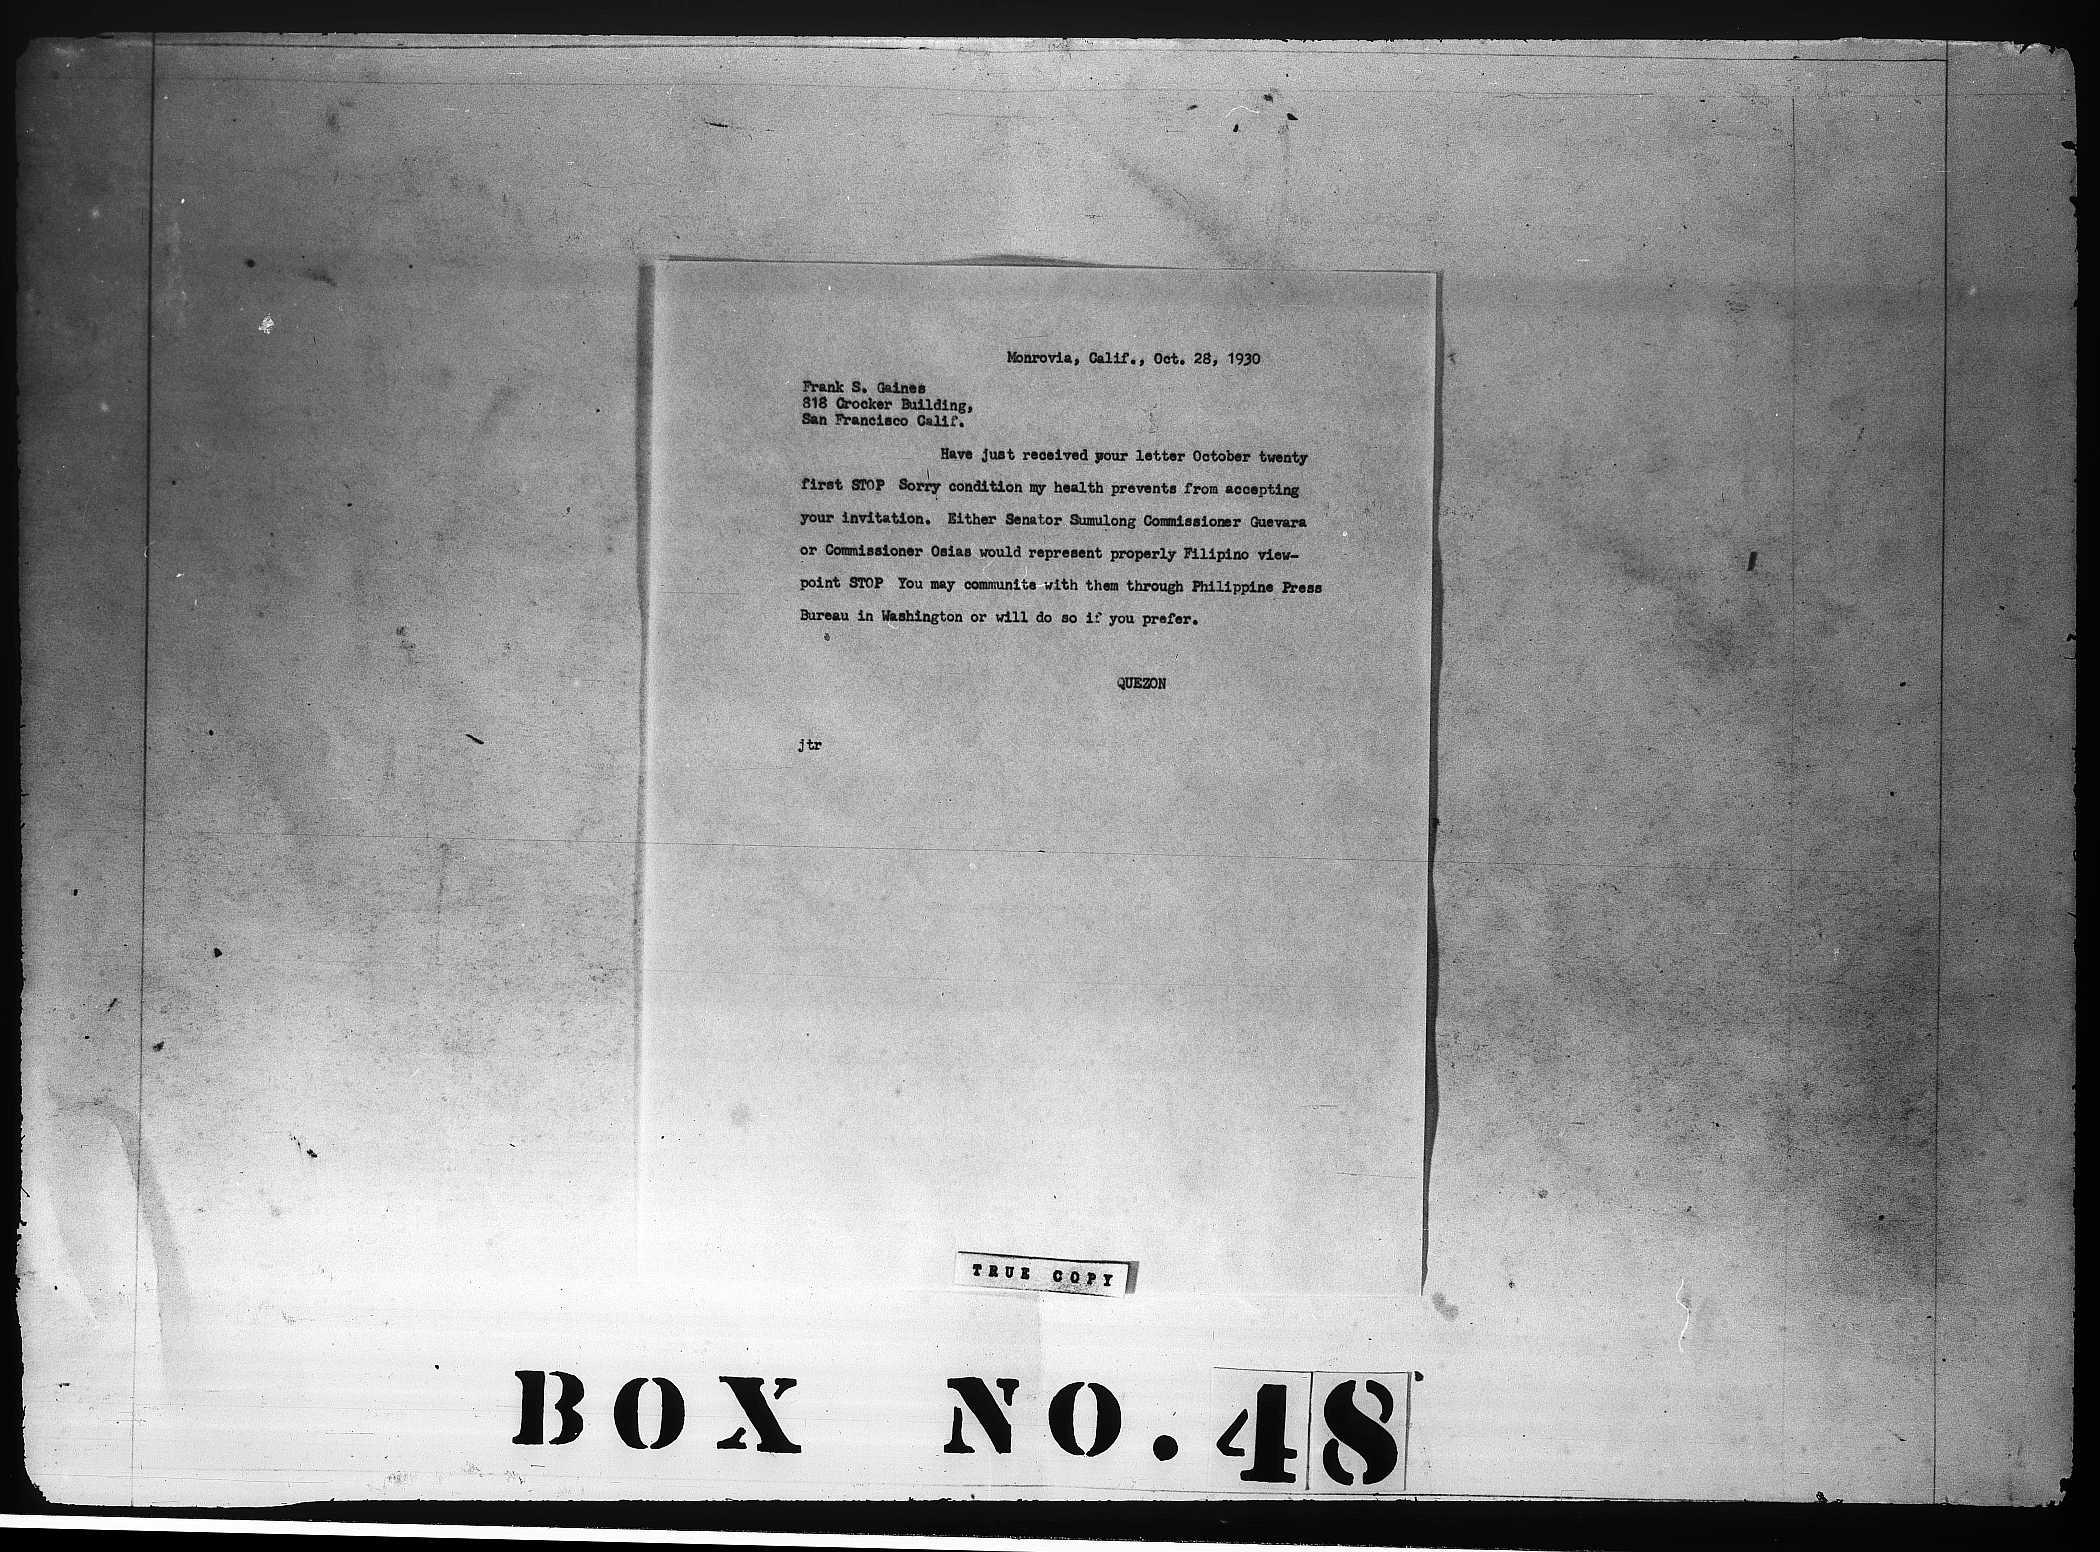 Monrovia, Calif., Oct. 28, 1930
Frank S. Gaines
818 Crocker Building,
San Francisco Calif.
Have just received your letter October twenty
first STOP Sorry condition my health prevents from accepting
your invitation. Either Senator Sumulong Commissioner Guevara
or Commissioner Osias would represent properly Filipino view-
point STOP You may communite with them through Philippine Press
Bureau in Washington or will do so if you prefer.
QUEZON
jtr
TRUE COPY
BOX NO. 48